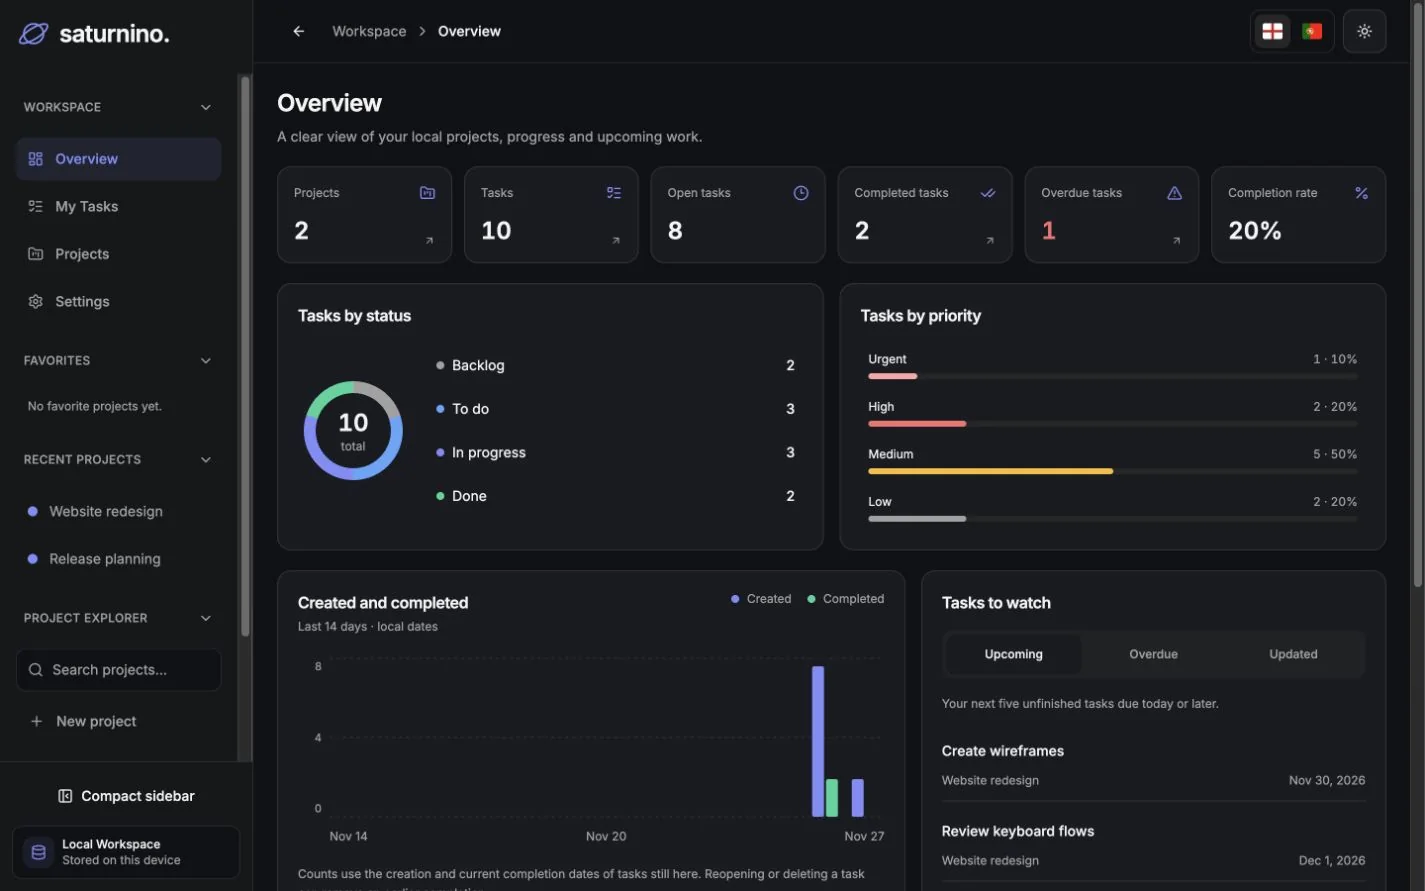 saturnino.
WORKSPACE
Overview
My Tasks
Projects
Settings
FAVORITES
No favorite projects yet.
RECENT PROJECTS
Website redesign
Release planning
PROJECT EXPLORER
Search projects...
New project
Compact sidebar
Local Workspace
Stored on this device
Workspace > Overview
Overview
A clear view of your local projects, progress and upcoming work.
Projects
2
Tasks
10
Open tasks
8
Completed tasks
2
Overdue tasks
1
Completion rate
20%
Tasks by status
10
total
Backlog 2
To do 3
In progress 3
Done 2
Tasks by priority
Urgent 1 · 10%
High 2 · 20%
Medium 5 · 50%
Low 2 · 20%
Created and completed
Created Completed
Last 14 days · local dates
8
4
0
Nov 14 Nov 20 Nov 27
Counts use the creation and current completion dates of tasks still here. Reopening or deleting a task
Tasks to watch
Upcoming Overdue Updated
Your next five unfinished tasks due today or later.
Create wireframes
Website redesign Nov 30, 2026
Review keyboard flows
Website redesign Dec 1, 2026